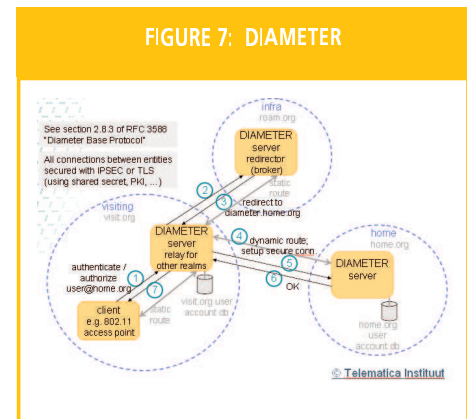 FIGURE 7: DIAMETER
infra
roam.org
See section 2.8.3 of RFC 3588
"Diameter Base Protocol"
All connections between entities
secured with IPSEC or TLS
(using shared secret, PKI, ...)
DIAMETER
server
redirector
(broker)
static
route
2
3
redirect to
diameter.home.org
visiting
visit.org
DIAMETER
server
relay for
other realms
4
dynamic route,
setup secure conn.
5
6
OK
home
home.org
DIAMETER
server
authenticate /
authorize
user@home.org
1
7
static
route
visit.org user
account db
client
e.g. 802.11
access point
home.org
user
account db
© Telematica Instituut